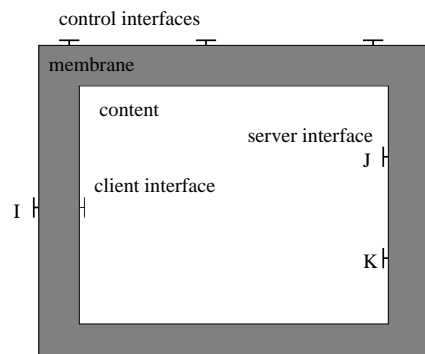 control interfaces
membrane
content
server interface
J
client interface
I
K